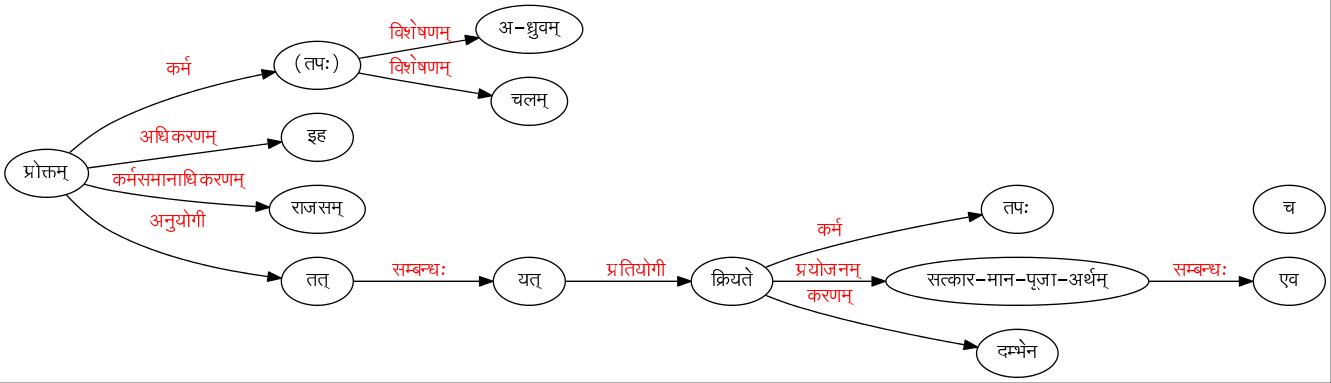 अ-ध्रुवम्
विशेषणम्
(तपः)
कर्म
विशेषणम्
चलम्
अधिकरणम्
इह
प्रोक्तम्
कर्मसमानाधिकरणम्
राजसम्
अनुयोगी
तत्
सम्बन्धः
यत्
प्रतियोगी
क्रियते
कर्म
तपः
प्रयोजनम्
सत्कार-मान-पूजा-अर्थम्
सम्बन्धः
एव
च
करणम्
दम्भेन